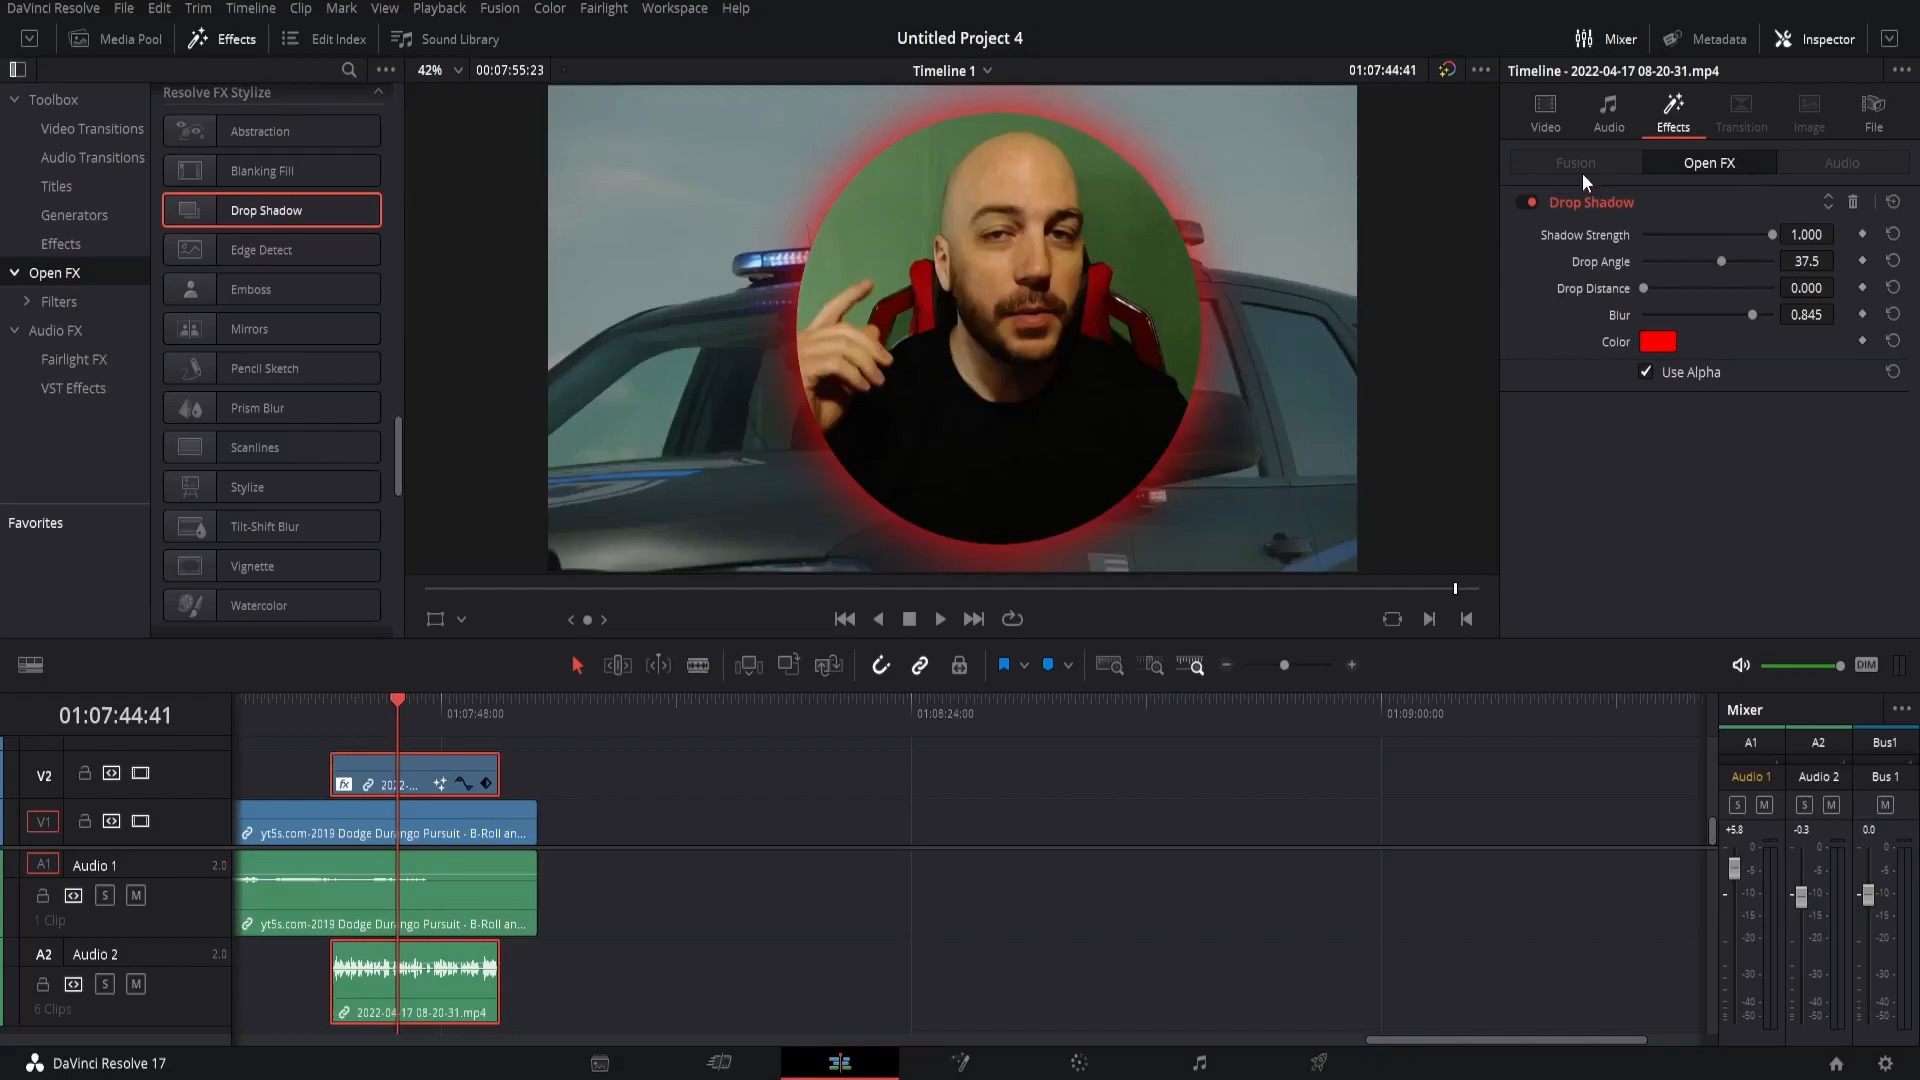 DaVinci Resolve File Edit Trim Timeline Clip Mark View Playback Fusion Color Fairlight Workspace Help
Media Pool Effects Edit Index Sound Library Untitled Project 4 Mixer Metadata Inspector
42% 00:07:55:23 Timeline 1 01:07:44:41 Timeline - 2022-04-17 08-20-31.mp4
Toolbox
Video Transitions
Audio Transitions
Titles
Generators
Effects
Open FX
Filters
Audio FX
Fairlight FX
VST Effects
Favorites
Resolve FX Stylize
Abstraction
Blanking Fill
Drop Shadow
Edge Detect
Emboss
Mirrors
Pencil Sketch
Prism Blur
Scanlines
Stylize
Tilt-Shift Blur
Vignette
Watercolor
Video Audio Effects Transition Image File
Fusion Open FX Audio
Drop Shadow
Shadow Strength 1.000
Drop Angle 37.5
Drop Distance 0.000
Blur 0.845
Color
Use Alpha
DIM
01:07:44:41
01:07:48:00 01:08:24:00 01:09:00:00
V2
fx 2022-...
V1
yt5s.com-2019 Dodge Durango Pursuit - B-Roll an...
A1 Audio 1 2.0
S M
1 Clip
yt5s.com-2019 Dodge Durango Pursuit - B-Roll an...
A2 Audio 2 2.0
S M
6 Clips
2022-04-17 08-20-31.mp4
Mixer
A1 A2 Bus1
Audio 1 Audio 2 Bus 1
S M S M M
+5.8 -0.3 0.0
0 0 0
-5 -5 -5
-10 -10 -10
-15 -15 -15
-20 -20 -20
-30 -30 -30
-40 -40 -40
-50 -50 -50
DaVinci Resolve 17